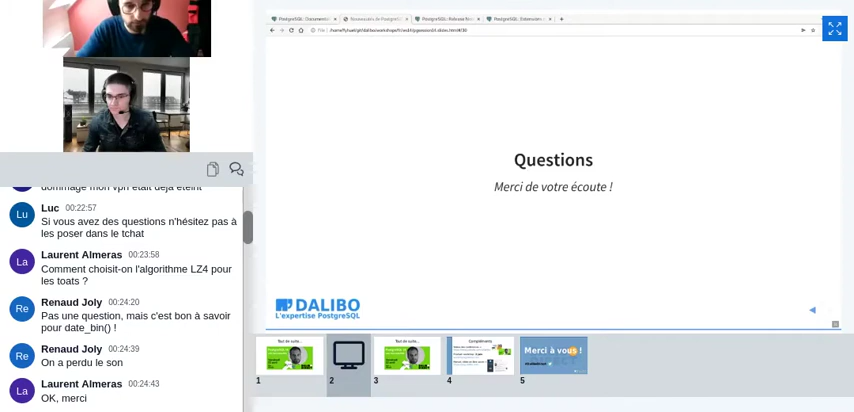 dommage mon vpn était déjà éteint
Lu
Luc 00:22:57
Si vous avez des questions n'hésitez pas à
les poser dans le tchat
La
Laurent Almeras 00:23:58
Comment choisit-on l'algorithme LZ4 pour
les toats ?
Re
Renaud Joly 00:24:20
Pas une question, mais c'est bon à savoir
pour date_bin() !
Re
Renaud Joly 00:24:39
On a perdu le son
La
Laurent Almeras 00:24:43
OK, merci
Questions
Merci de votre écoute !
DALIBO
L'expertise PostgreSQL
1
2
3
4
Merci à vous !
5